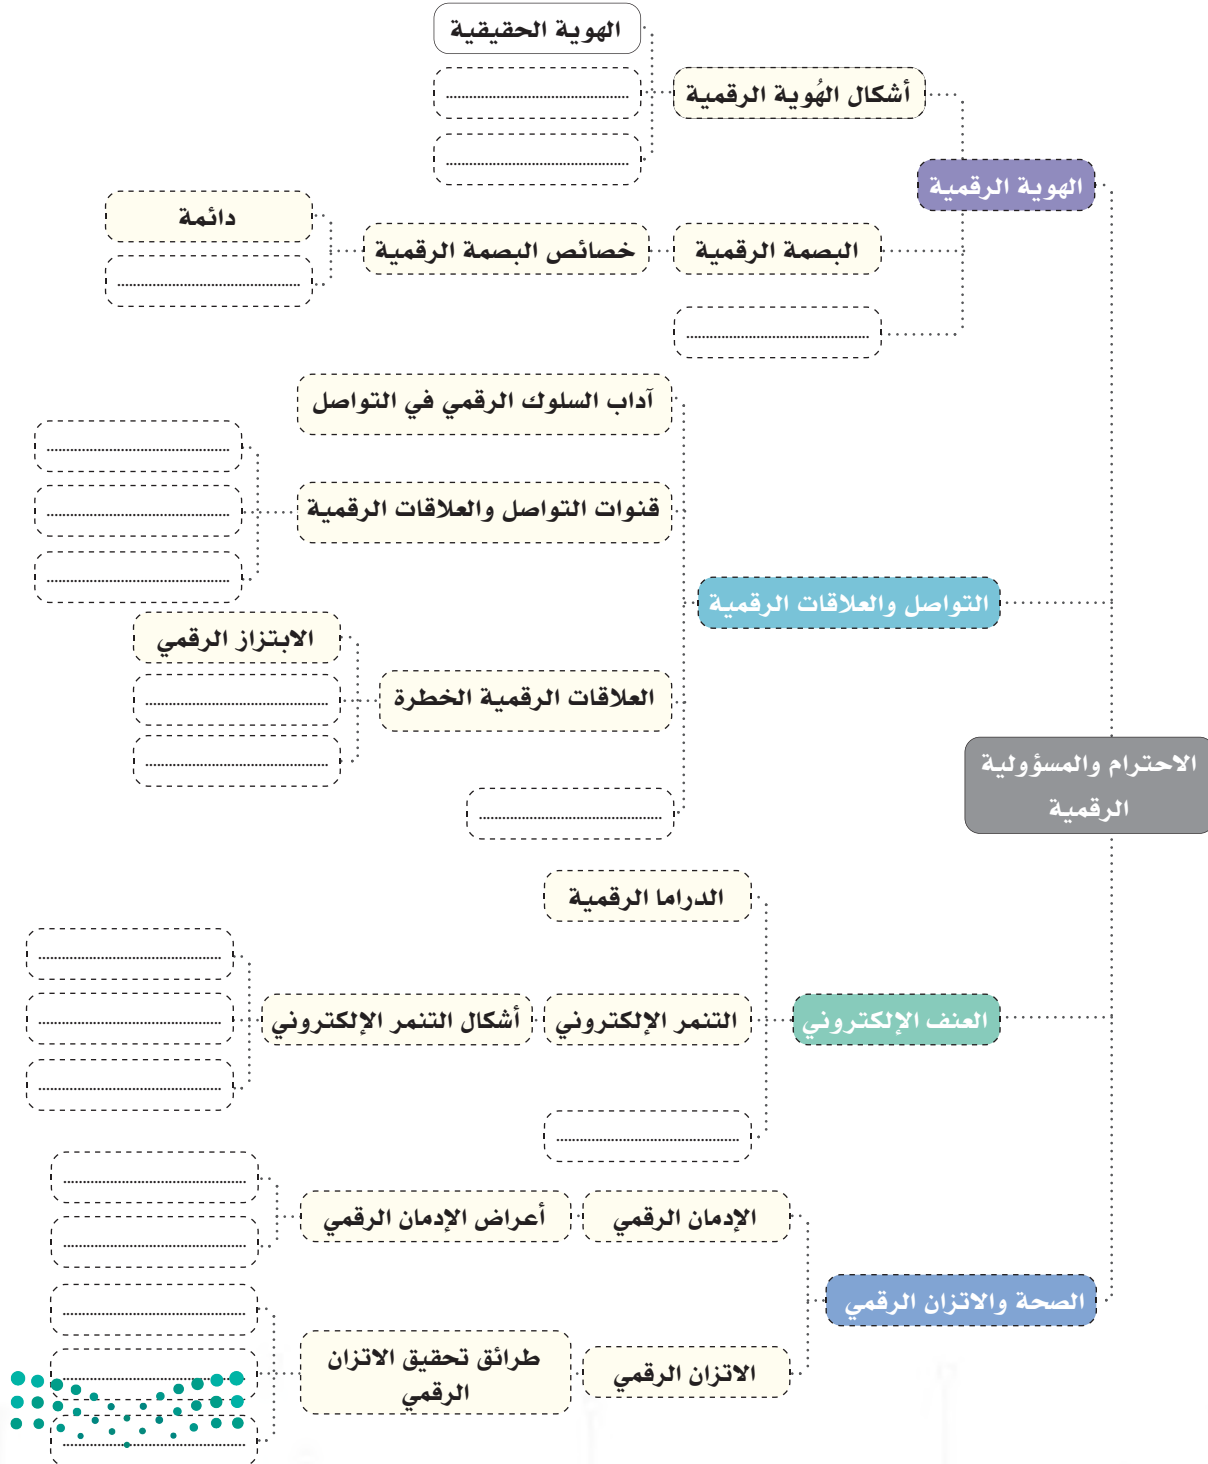 الهوية الحقيقية
أشكال الهُوية الرقمية
الهوية الرقمية
دائمة
خصائص البصمة الرقمية
البصمة الرقمية
آداب السلوك الرقمي في التواصل
قنوات التواصل والعلاقات الرقمية
التواصل والعلاقات الرقمية
الابتزاز الرقمي
العلاقات الرقمية الخطرة
الاحترام والمسؤولية
الرقمية
الدراما الرقمية
العنف الإلكتروني
التنمر الإلكتروني
أشكال التنمر الإلكتروني
الإدمان الرقمي
أعراض الإدمان الرقمي
الصحة والاتزان الرقمي
الاتزان الرقمي
طرائق تحقيق الاتزان
الرقمي